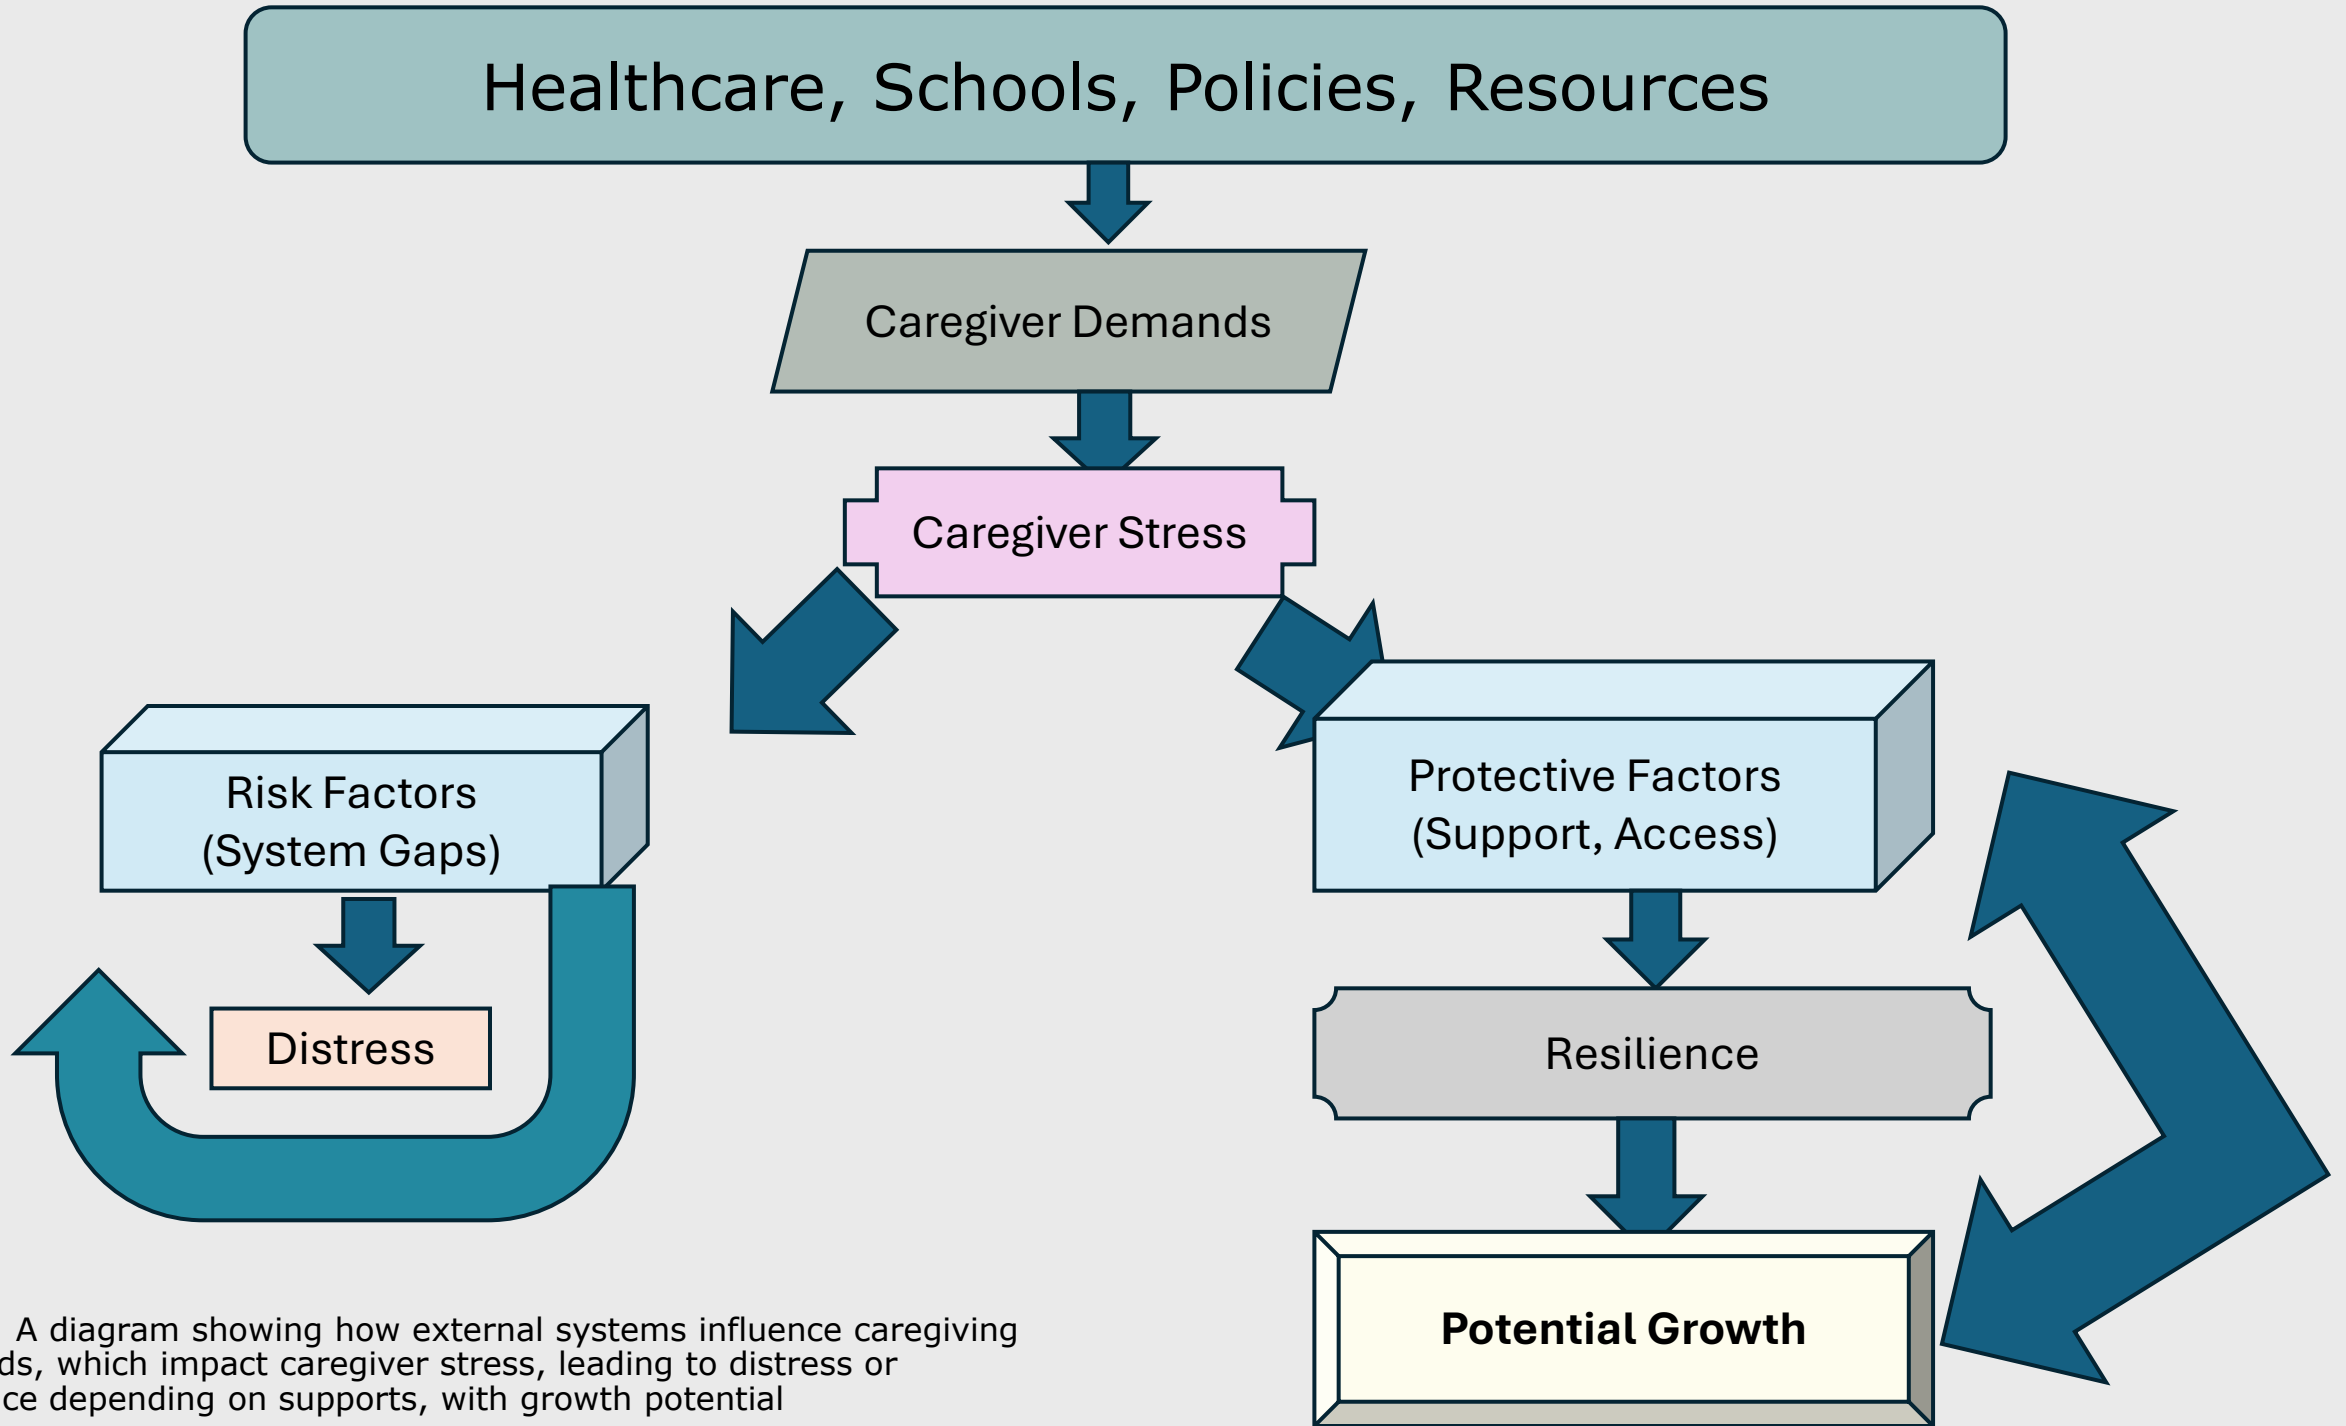 Healthcare, Schools, Policies, Resources
Caregiver Demands
Caregiver Stress
Risk Factors
(System Gaps)
Protective Factors
(Support, Access)
Distress
Resilience
Potential Growth
A diagram showing how external systems influence caregiving
ds, which impact caregiver stress, leading to distress or
ce depending on supports, with growth potential